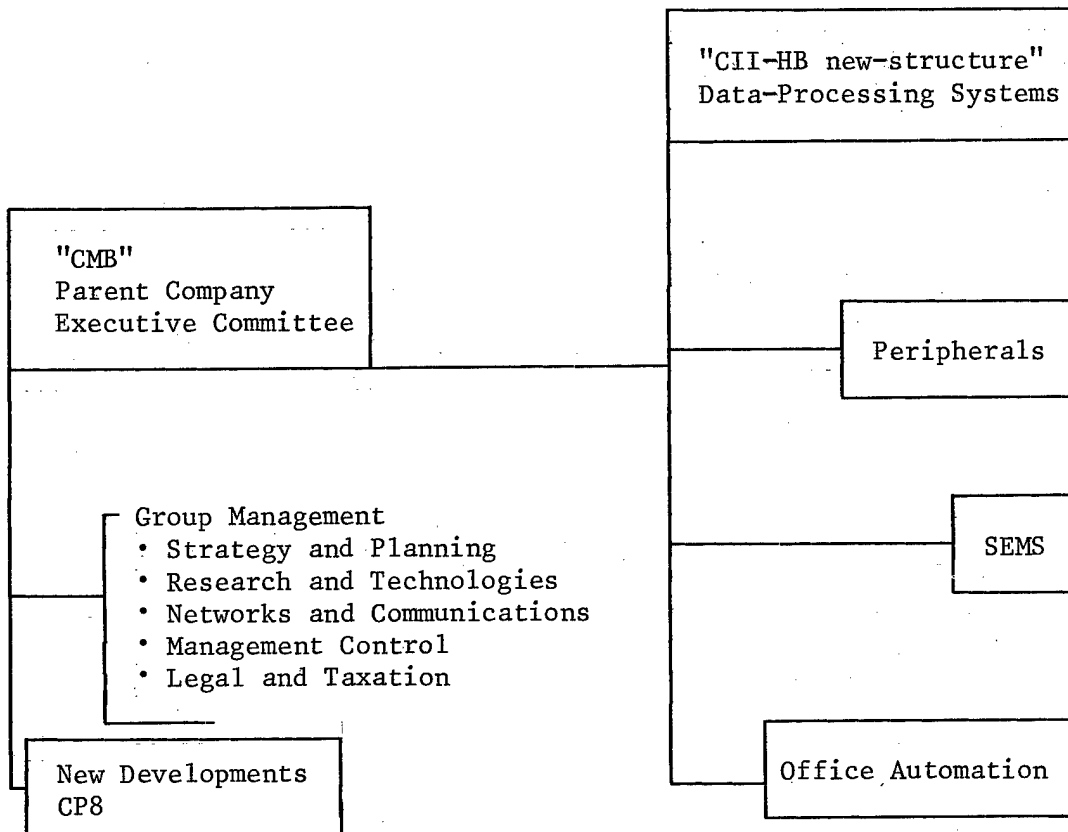 "CII-HB new-structure"
Data-Processing Systems
"CMB"
Parent Company
Executive Committee
Peripherals
Group Management
• Strategy and Planning
• Research and Technologies
• Networks and Communications
• Management Control
• Legal and Taxation
SEMS
New Developments
CP8
Office Automation